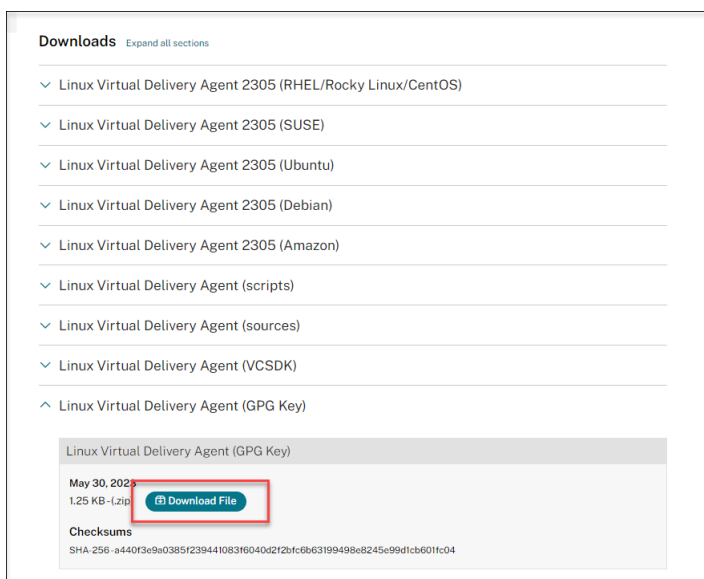 Downloads Expand all sections
Linux Virtual Delivery Agent 2305 (RHEL/Rocky Linux/CentOS)
Linux Virtual Delivery Agent 2305 (SUSE)
Linux Virtual Delivery Agent 2305 (Ubuntu)
Linux Virtual Delivery Agent 2305 (Debian)
Linux Virtual Delivery Agent 2305 (Amazon)
Linux Virtual Delivery Agent (scripts)
Linux Virtual Delivery Agent (sources)
Linux Virtual Delivery Agent (VCSDK)
Linux Virtual Delivery Agent (GPG Key)
Linux Virtual Delivery Agent (GPG Key)
May 30, 2023
1.25 KB - (.zip) Download File
Checksums
SHA-256 - a440f3e9a0385f239441083f6040d2f2bfc6b63199498e8245e99d1cb601fc04